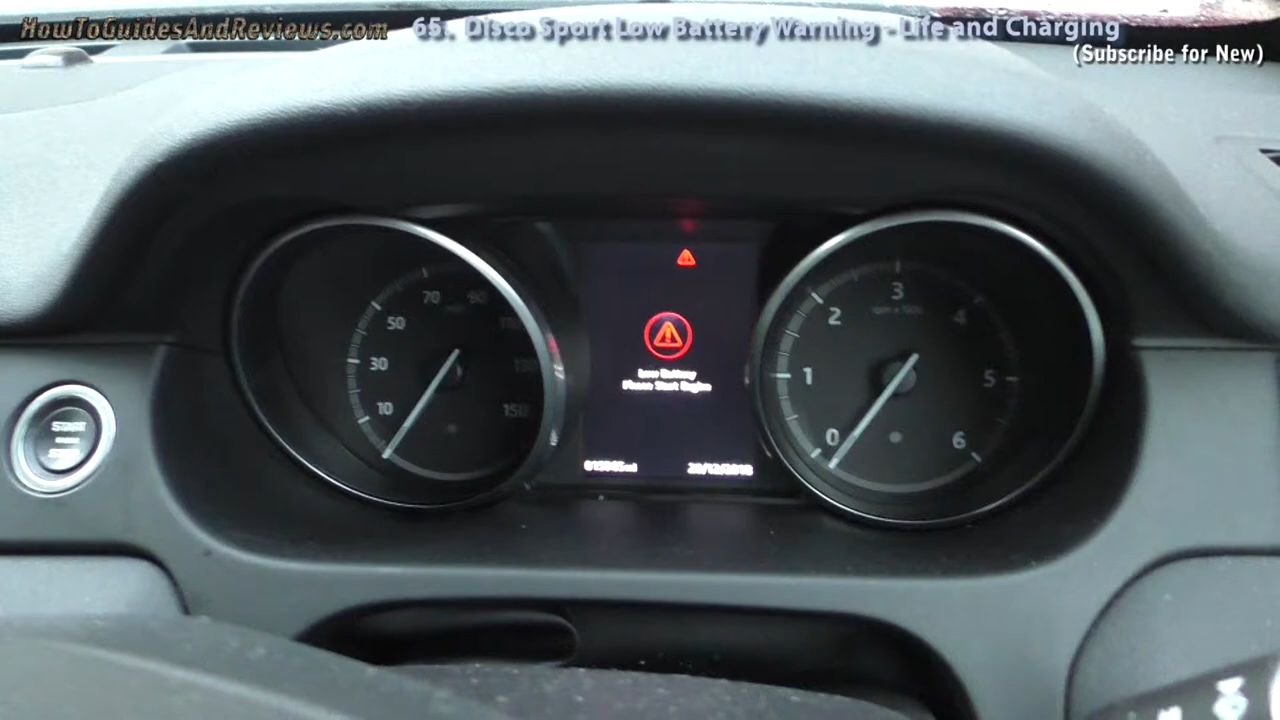 HowToGuidesAndReviews.com 65. Disco Sport Low Battery Warning - Life and Charging
(Subscribe for New)
70 90
50
30
10 150
3
2 4
1 5
0 6
Low Battery
Please Start Engine
START